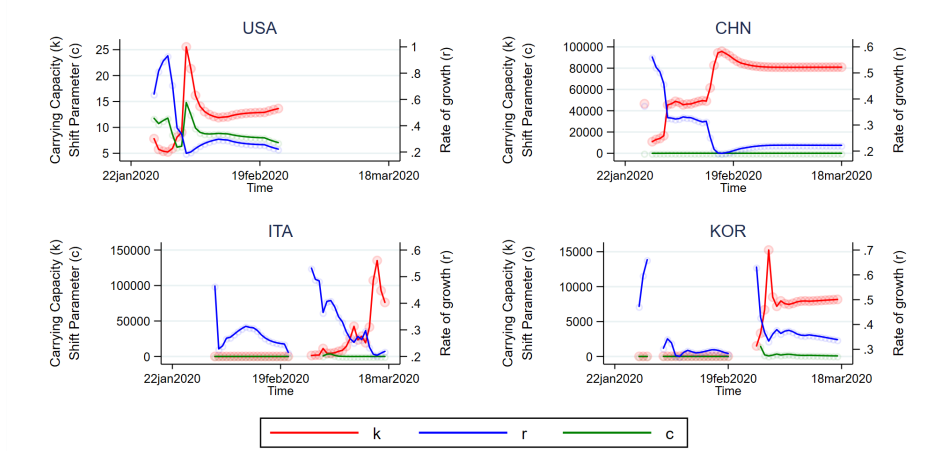 USA
Carrying Capacity (k)
Shift Parameter (c)
25
20
15
10
5
1
.8
.6
.4
.2
Rate of growth (r)
22jan2020 19feb2020 18mar2020
Time
CHN
Carrying Capacity (k)
Shift Parameter (c)
100000
80000
60000
40000
20000
0
.6
.5
.4
.3
.2
Rate of growth (r)
22jan2020 19feb2020 18mar2020
Time
ITA
Carrying Capacity (k)
Shift Parameter (c)
150000
100000
50000
0
.6
.5
.4
.3
.2
Rate of growth (r)
22jan2020 19feb2020 18mar2020
Time
KOR
Carrying Capacity (k)
Shift Parameter (c)
15000
10000
5000
0
.7
.6
.5
.4
.3
Rate of growth (r)
22jan2020 19feb2020 18mar2020
Time
k r c